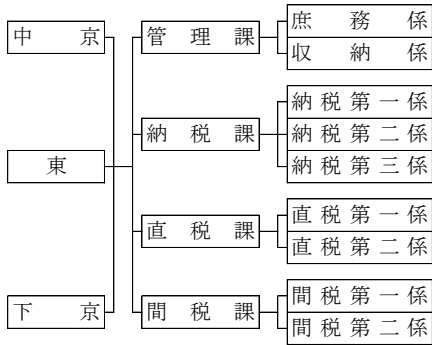 中京
東
下京
管理課
庶務係
収納係
納税課
納税第一係
納税第二係
納税第三係
直税課
直税第一係
直税第二係
間税課
間税第一係
間税第二係